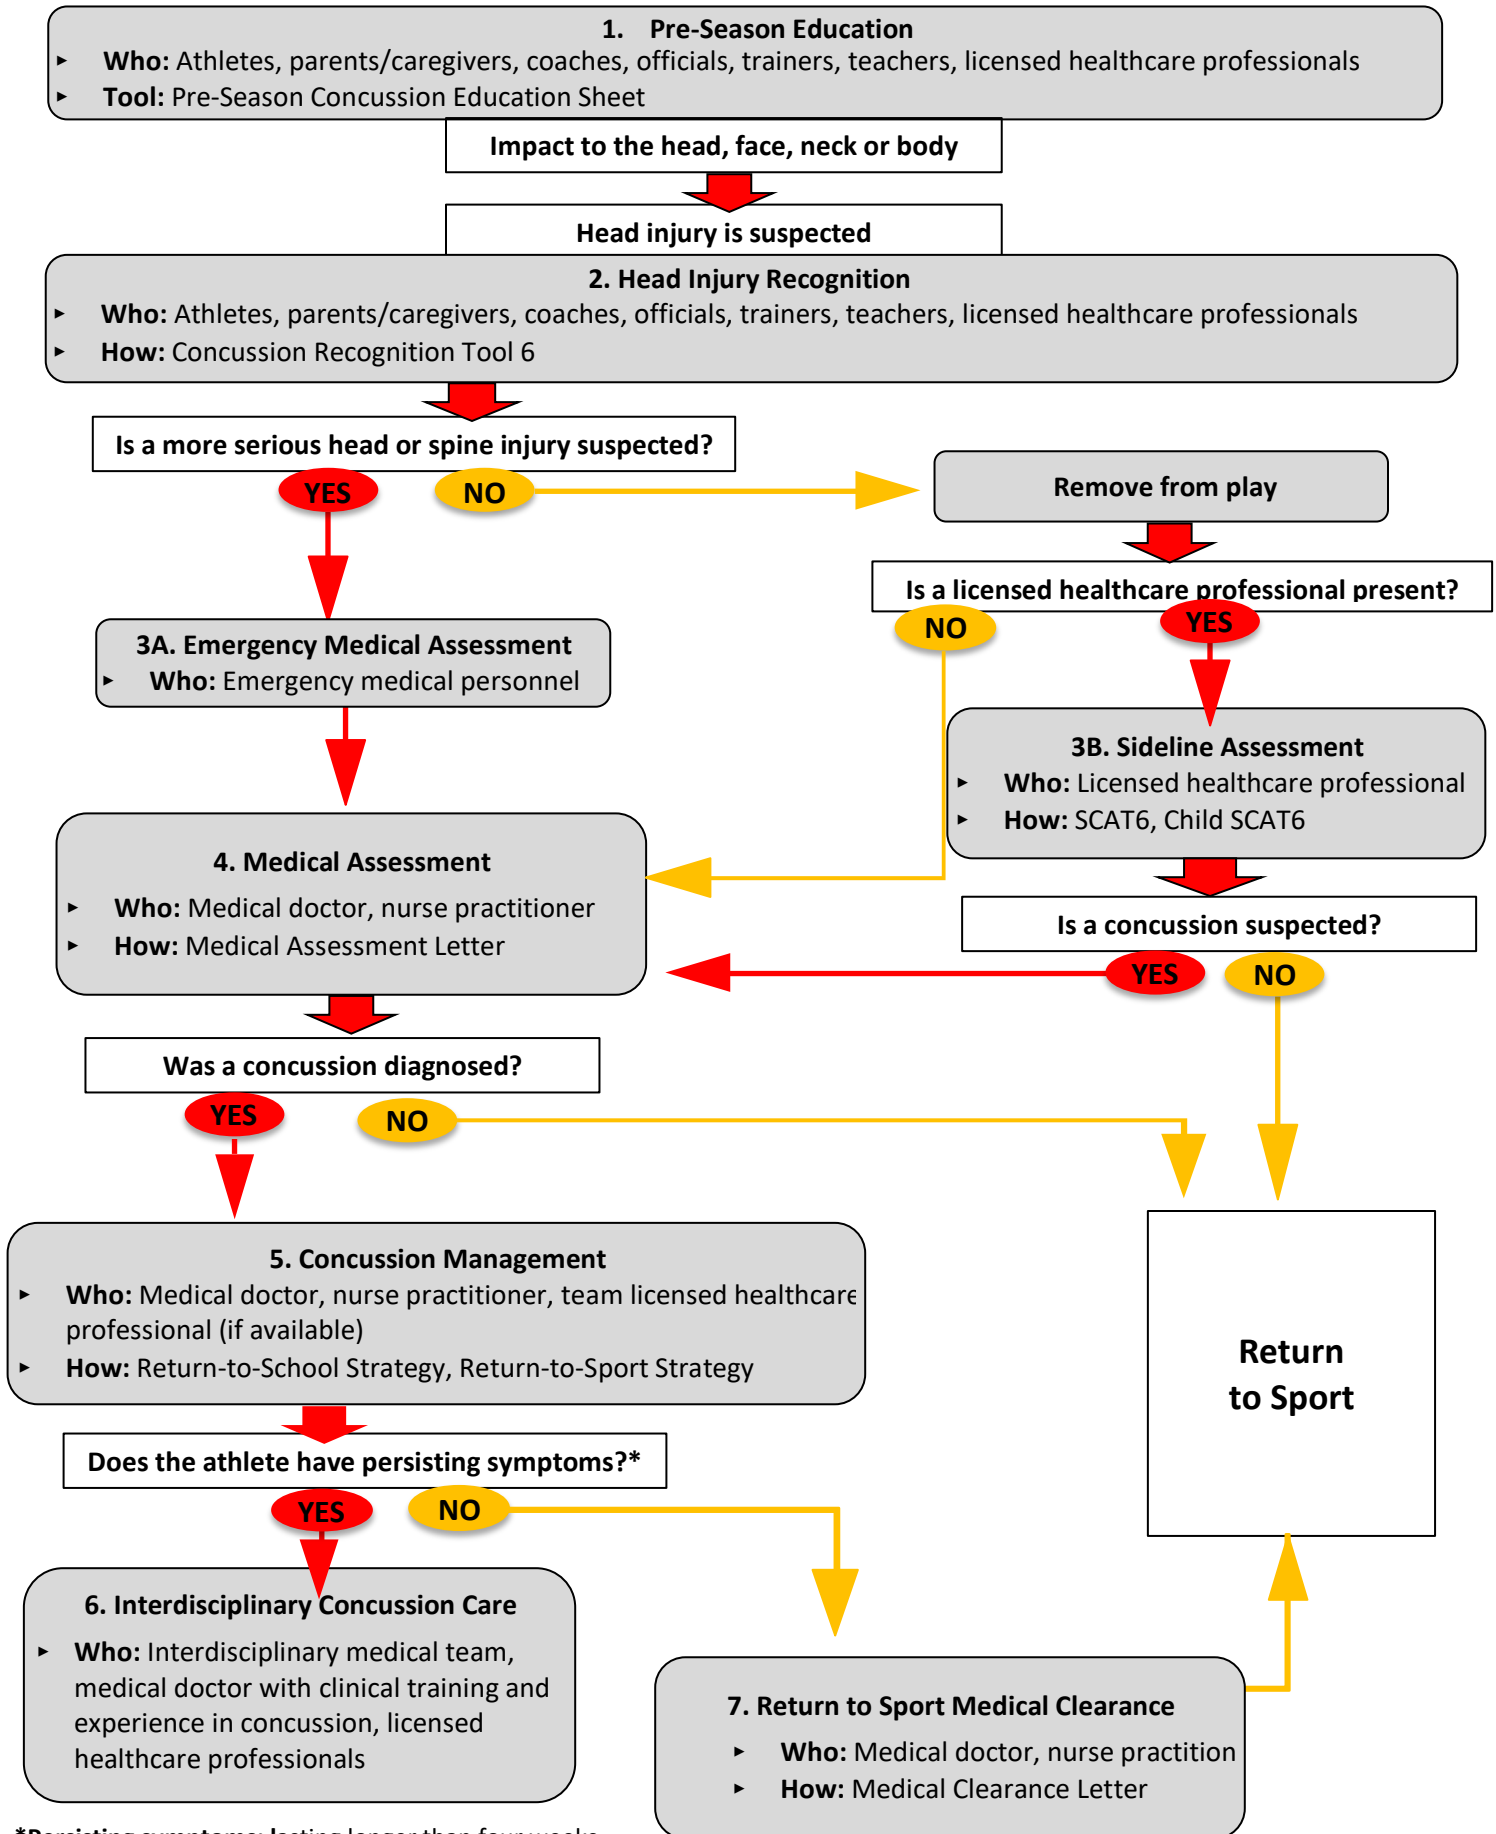 1. Pre-Season Education
▸ Who: Athletes, parents/caregivers, coaches, officials, trainers, teachers, licensed healthcare professionals
▸ Tool: Pre-Season Concussion Education Sheet
Impact to the head, face, neck or body
Head injury is suspected
2. Head Injury Recognition
▸ Who: Athletes, parents/caregivers, coaches, officials, trainers, teachers, licensed healthcare professionals
▸ How: Concussion Recognition Tool 6
Is a more serious head or spine injury suspected?
YES
NO
Remove from play
Is a licensed healthcare professional present?
NO
YES
3A. Emergency Medical Assessment
▸ Who: Emergency medical personnel
3B. Sideline Assessment
▸ Who: Licensed healthcare professional
▸ How: SCAT6, Child SCAT6
4. Medical Assessment
▸ Who: Medical doctor, nurse practitioner
▸ How: Medical Assessment Letter
Is a concussion suspected?
YES
NO
Was a concussion diagnosed?
YES
NO
5. Concussion Management
▸ Who: Medical doctor, nurse practitioner, team licensed healthcare
professional (if available)
▸ How: Return-to-School Strategy, Return-to-Sport Strategy
Return
to Sport
Does the athlete have persisting symptoms?*
YES
NO
6. Interdisciplinary Concussion Care
▸ Who: Interdisciplinary medical team,
medical doctor with clinical training and
experience in concussion, licensed
healthcare professionals
7. Return to Sport Medical Clearance
▸ Who: Medical doctor, nurse practition
▸ How: Medical Clearance Letter
*Persisting symptoms: lasting longer than four weeks